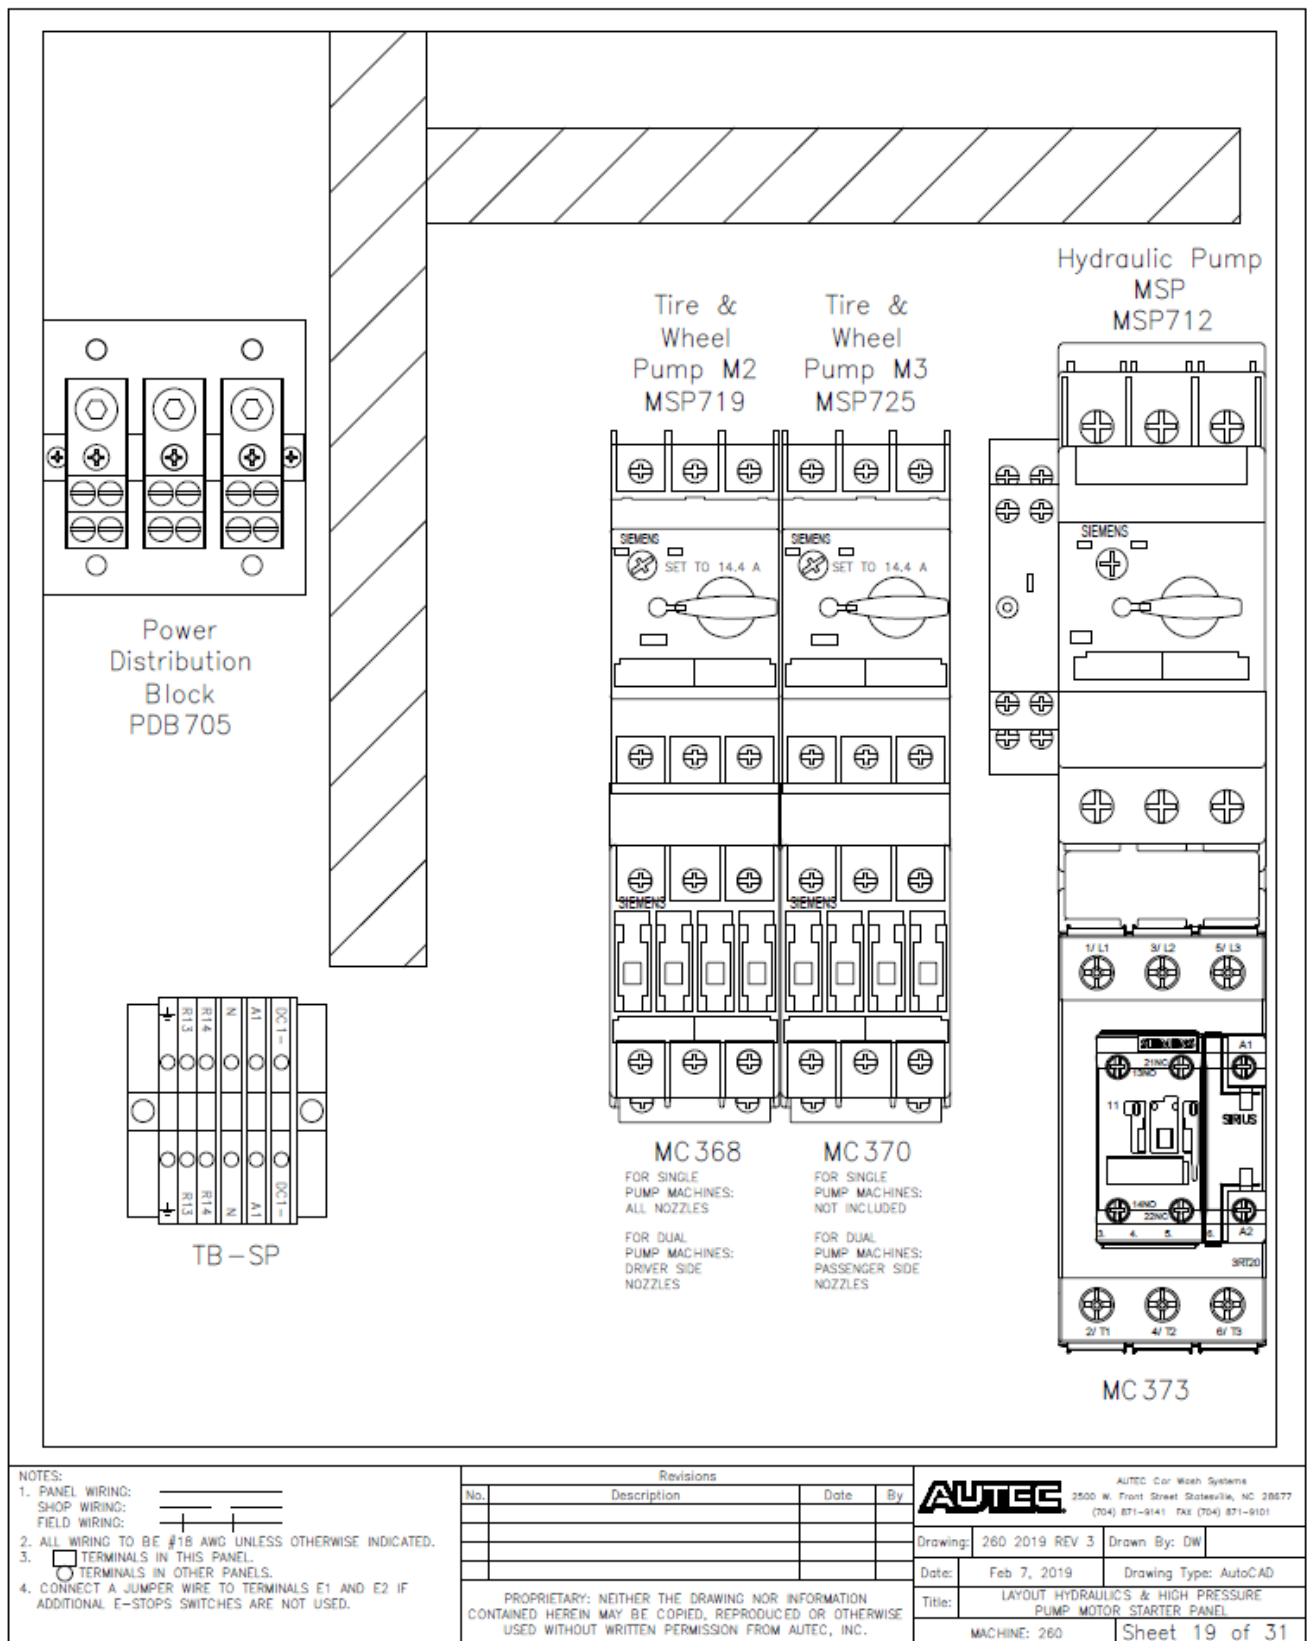 Hydraulic Pump
MSP
MSP712
Tire &
Wheel
Pump M2
MSP719
Tire &
Wheel
Pump M3
MSP725
SIEMENS
SET TO 14.4 A
SIEMENS
SET TO 14.4 A
SIEMENS
Power
Distribution
Block
PDB705
SIEMENS
SIEMENS
1/ L1
3/ L2
5/ L3
R13
R14
N
A1
DC1-
SIEMENS
A1
21NC
13NO
11
SIRIUS
R13
R14
N
A1
DC1-
14NO
22NC
3.
4.
5.
6.
A2
3RT20
2/ T1
4/ T2
6/ T3
TB-SP
MC368
FOR SINGLE
PUMP MACHINES:
ALL NOZZLES
FOR DUAL
PUMP MACHINES:
DRIVER SIDE
NOZZLES
MC370
FOR SINGLE
PUMP MACHINES:
NOT INCLUDED
FOR DUAL
PUMP MACHINES:
PASSENGER SIDE
NOZZLES
MC373
NOTES:
1. PANEL WIRING:
SHOP WIRING:
FIELD WIRING:
2. ALL WIRING TO BE #18 AWG UNLESS OTHERWISE INDICATED.
3. TERMINALS IN THIS PANEL.
TERMINALS IN OTHER PANELS.
4. CONNECT A JUMPER WIRE TO TERMINALS E1 AND E2 IF
ADDITIONAL E-STOPS SWITCHES ARE NOT USED.
Revisions
No. Description Date By
PROPRIETARY: NEITHER THE DRAWING NOR INFORMATION
CONTAINED HEREIN MAY BE COPIED, REPRODUCED OR OTHERWISE
USED WITHOUT WRITTEN PERMISSION FROM AUTEC, INC.
AUTEC
AUTEC Car Wash Systems
2500 W. Front Street Statesville, NC 28677
(704) 871-9141 FAX (704) 871-9101
Drawing: 260 2019 REV 3 Drawn By: DW
Date: Feb 7, 2019 Drawing Type: AutoCAD
Title: LAYOUT HYDRAULICS & HIGH PRESSURE
PUMP MOTOR STARTER PANEL
MACHINE: 260 Sheet 19 of 31